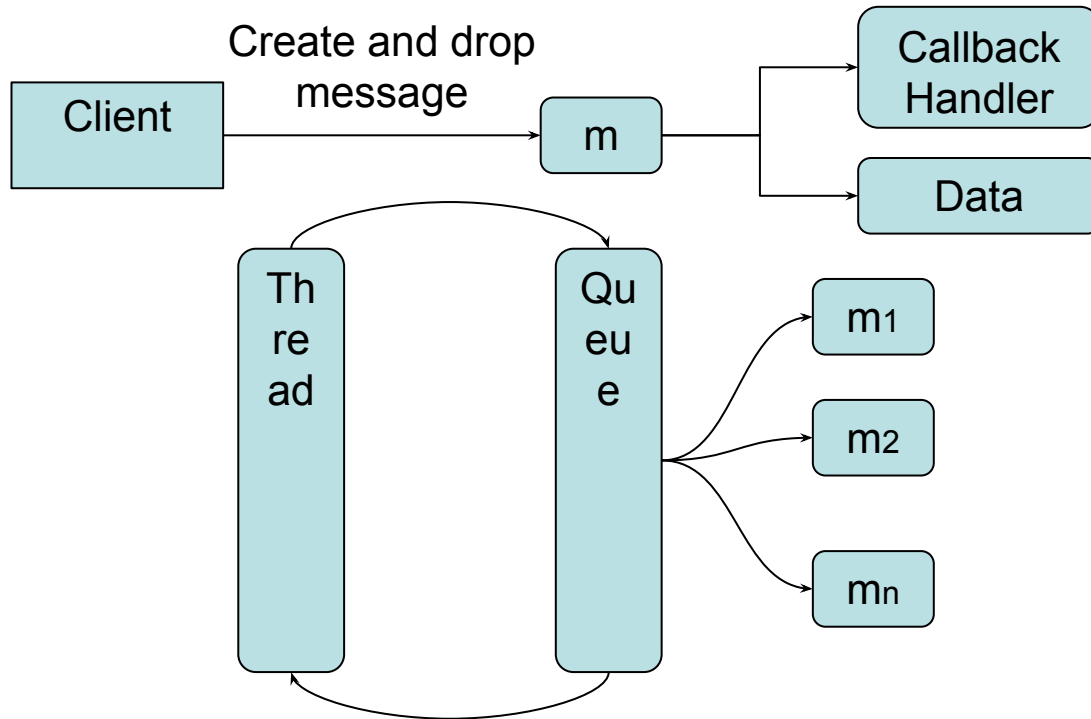 Create and drop
message
Client
m
Callback
Handler
Data
Th
re
ad
Qu
eu
e
m1
m2
mn